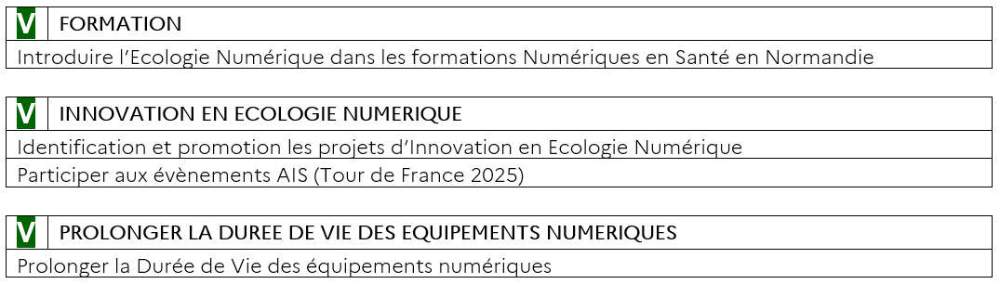 V FORMATION
Introduire l’Ecologie Numérique dans les formations Numériques en Santé en Normandie
V INNOVATION EN ECOLOGIE NUMERIQUE
Identification et promotion les projets d’Innovation en Ecologie Numérique
Participer aux évènements AIS (Tour de France 2025)
V PROLONGER LA DUREE DE VIE DES EQUIPEMENTS NUMERIQUES
Prolonger la Durée de Vie des équipements numériques